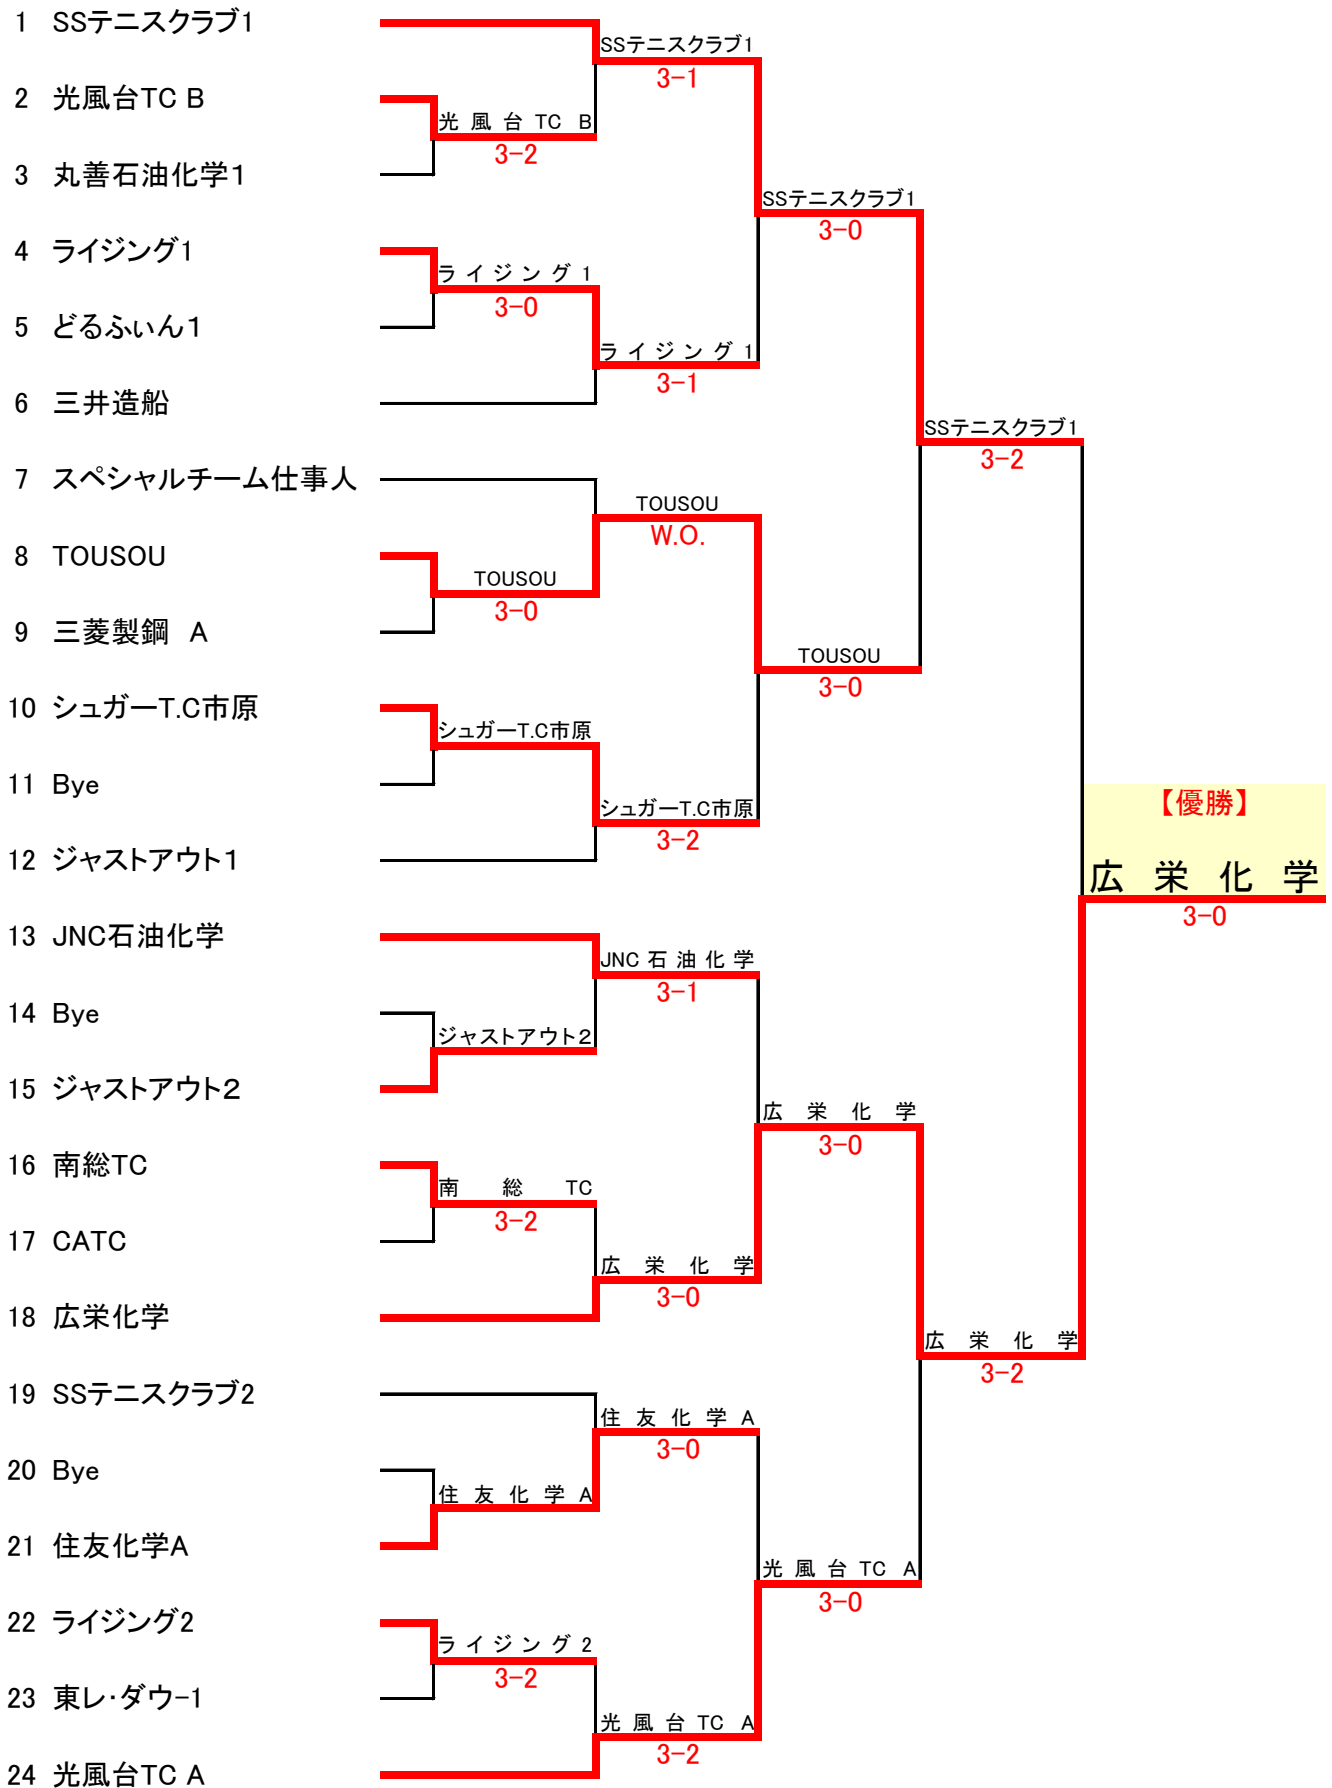 1 SSテニスクラブ1
SSテニスクラブ1
3-1
2 光風台TC B
光風台TC B
3-2
3 丸善石油化学1
SSテニスクラブ1
3-0
4 ライジング1
ライジング1
3-0
5 どるふぃん1
ライジング1
3-1
6 三井造船
SSテニスクラブ1
3-2
7 スペシャルチーム仕事人
TOUSOU
W.O.
8 TOUSOU
TOUSOU
3-0
9 三菱製鋼 A
TOUSOU
3-0
10 シュガーT.C市原
シュガーT.C市原
11 Bye
【優勝】
シュガーT.C市原
3-2
12 ジャストアウト1
広栄化学
3-0
13 JNC石油化学
JNC石油化学
3-1
14 Bye
ジャストアウト2
15 ジャストアウト2
広栄化学
3-0
16 南総TC
南総TC
3-2
17 CATC
広栄化学
3-0
18 広栄化学
広栄化学
3-2
19 SSテニスクラブ2
住友化学A
3-0
20 Bye
住友化学A
21 住友化学A
光風台TC A
3-0
22 ライジング2
ライジング2
3-2
23 東レ・ダウ-1
光風台TC A
3-2
24 光風台TC A